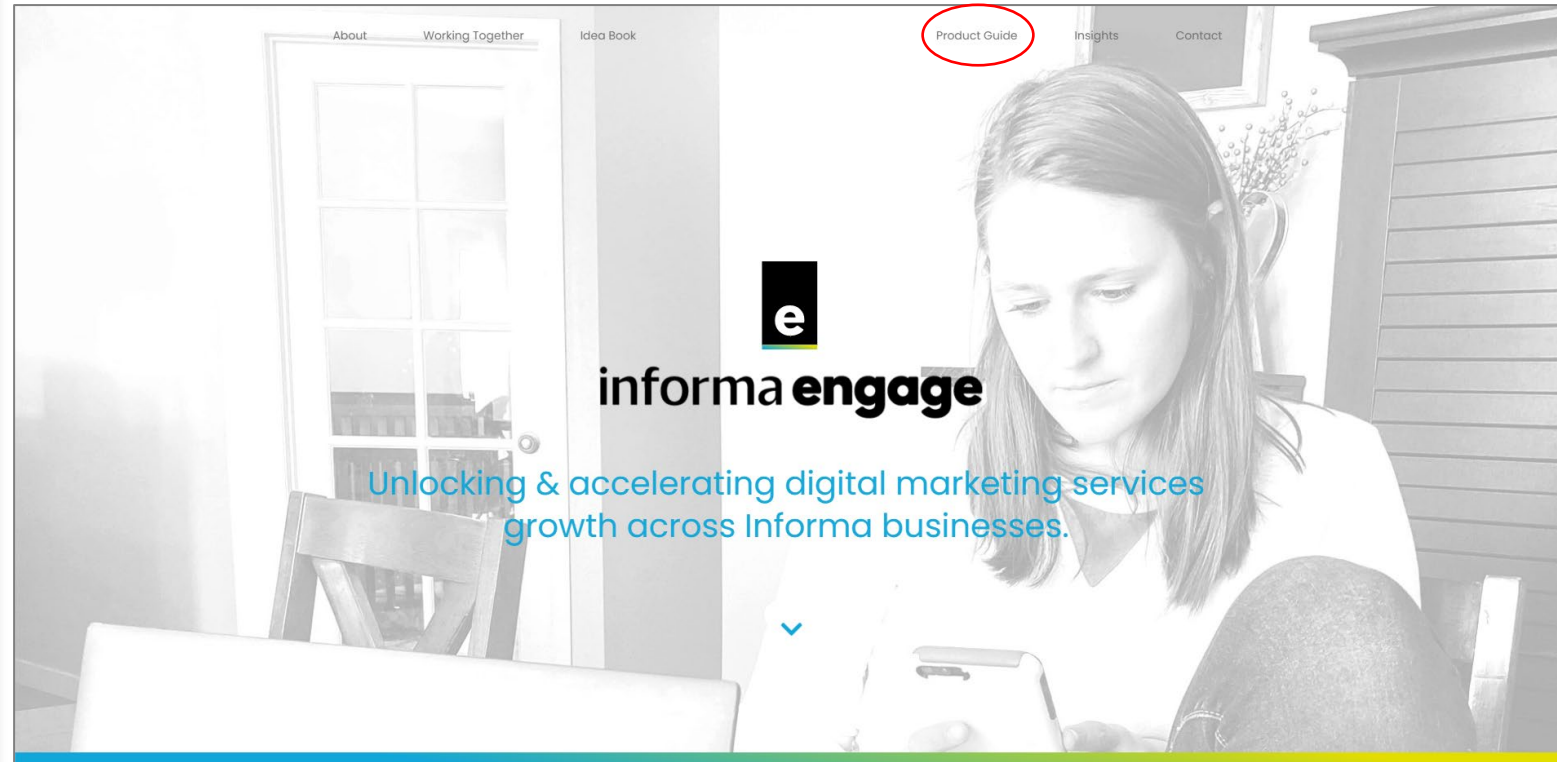 About Working Together Idea Book Product Guide Insights Contact
e
informa engage
Unlocking & accelerating digital marketing services
growth across Informa businesses.